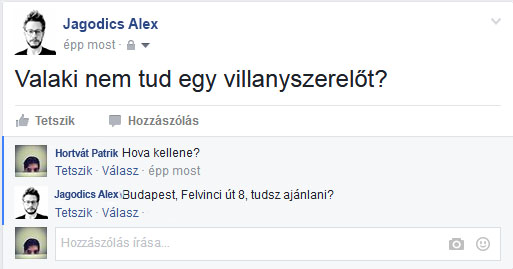 Jagodics Alex
épp most ·
Valaki nem tud egy villanyszerelőt?
Tetszik Hozzászólás
Hortvát Patrik Hova kellene?
Tetszik · Válasz · épp most
Jagodics Alex Budapest, Felvinci út 8, tudsz ajánlani?
Tetszik · Válasz ·
Hozzászólás írása...